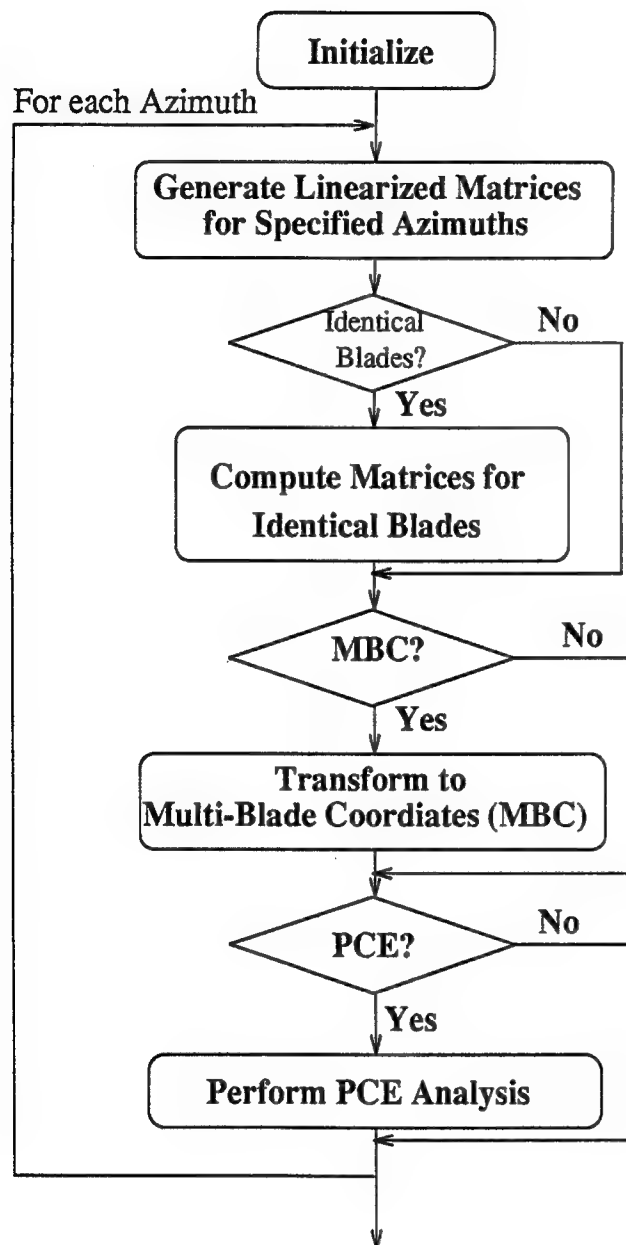 Initialize
For each Azimuth
Generate Linearized Matrices
for Specified Azimuths
Identical
Blades?
No
Yes
Compute Matrices for
Identical Blades
MBC?
No
Yes
Transform to
Multi-Blade Coordiates (MBC)
PCE?
No
Yes
Perform PCE Analysis